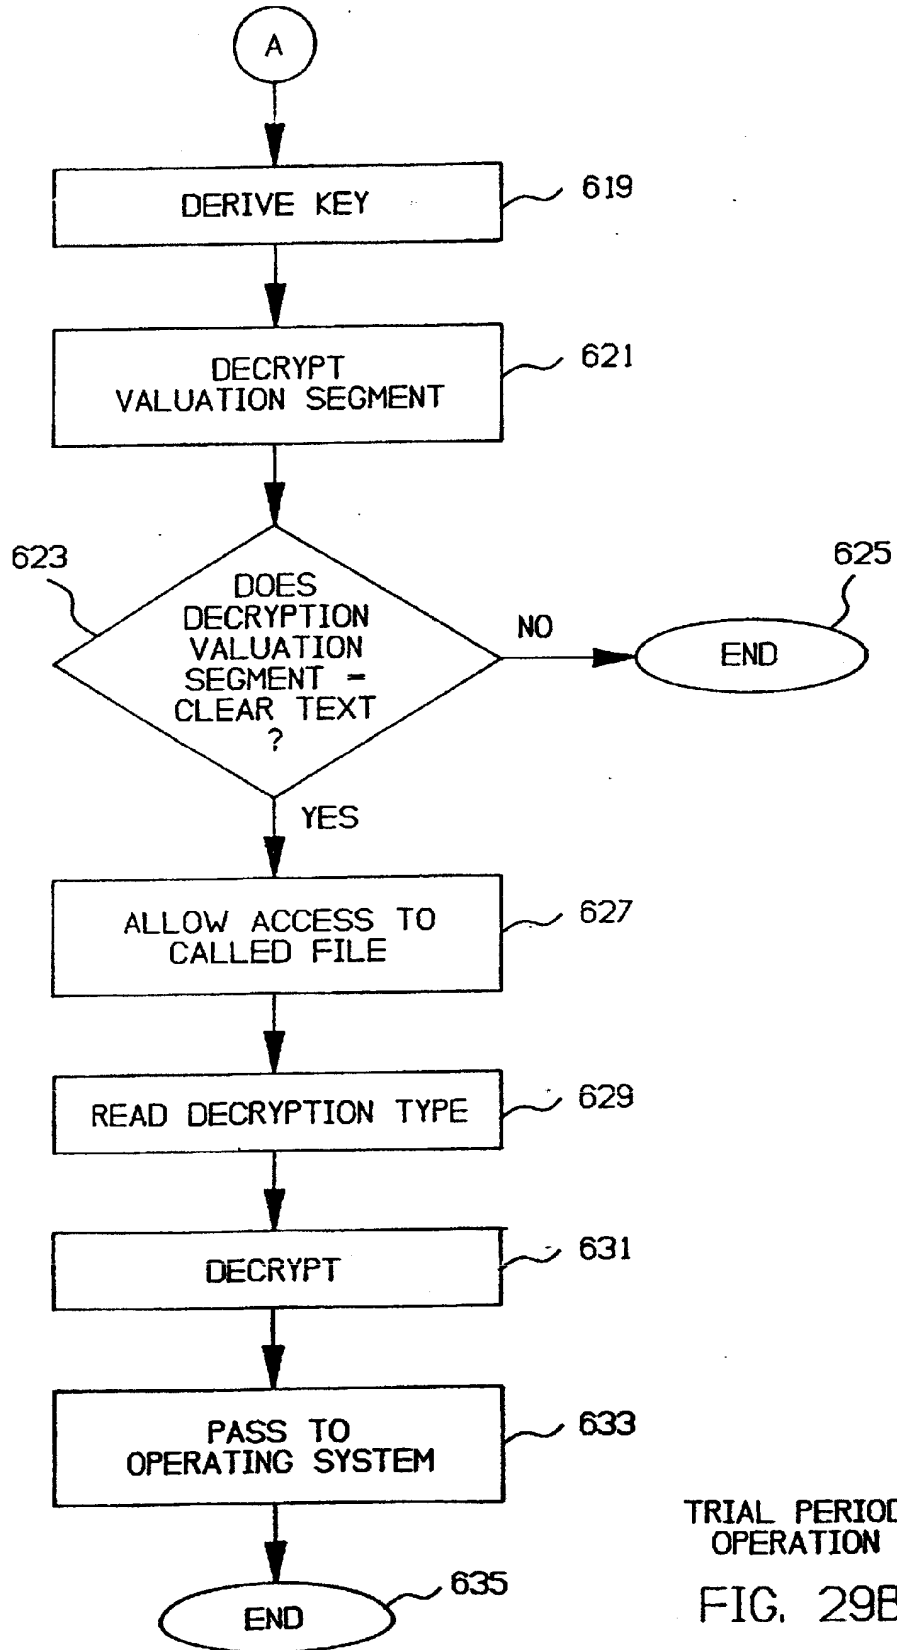 A
DERIVE KEY
619
DECRYPT
VALUATION SEGMENT
621
623
DOES
DECRYPTION
VALUATION
SEGMENT =
CLEAR TEXT
?
NO
625
END
YES
ALLOW ACCESS TO
CALLED FILE
627
READ DECRYPTION TYPE
629
DECRYPT
631
PASS TO
OPERATING SYSTEM
633
END
635
TRIAL PERIOD
OPERATION
FIG. 29B